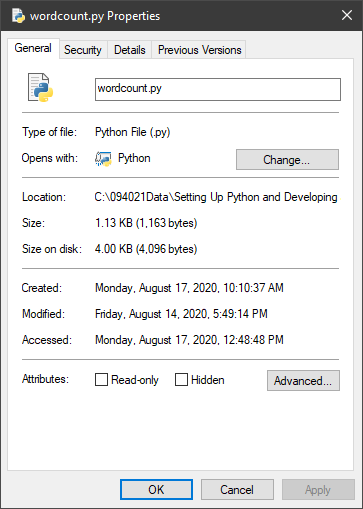 wordcount.py Properties
General Security Details Previous Versions
wordcount.py
Type of file: Python File (.py)
Opens with: Python Change...
Location: C:\094021Data\Setting Up Python and Developing
Size: 1.13 KB (1,163 bytes)
Size on disk: 4.00 KB (4,096 bytes)
Created: Monday, August 17, 2020, 10:10:37 AM
Modified: Friday, August 14, 2020, 5:49:14 PM
Accessed: Monday, August 17, 2020, 12:48:48 PM
Attributes: Read-only Hidden Advanced...
OK Cancel Apply